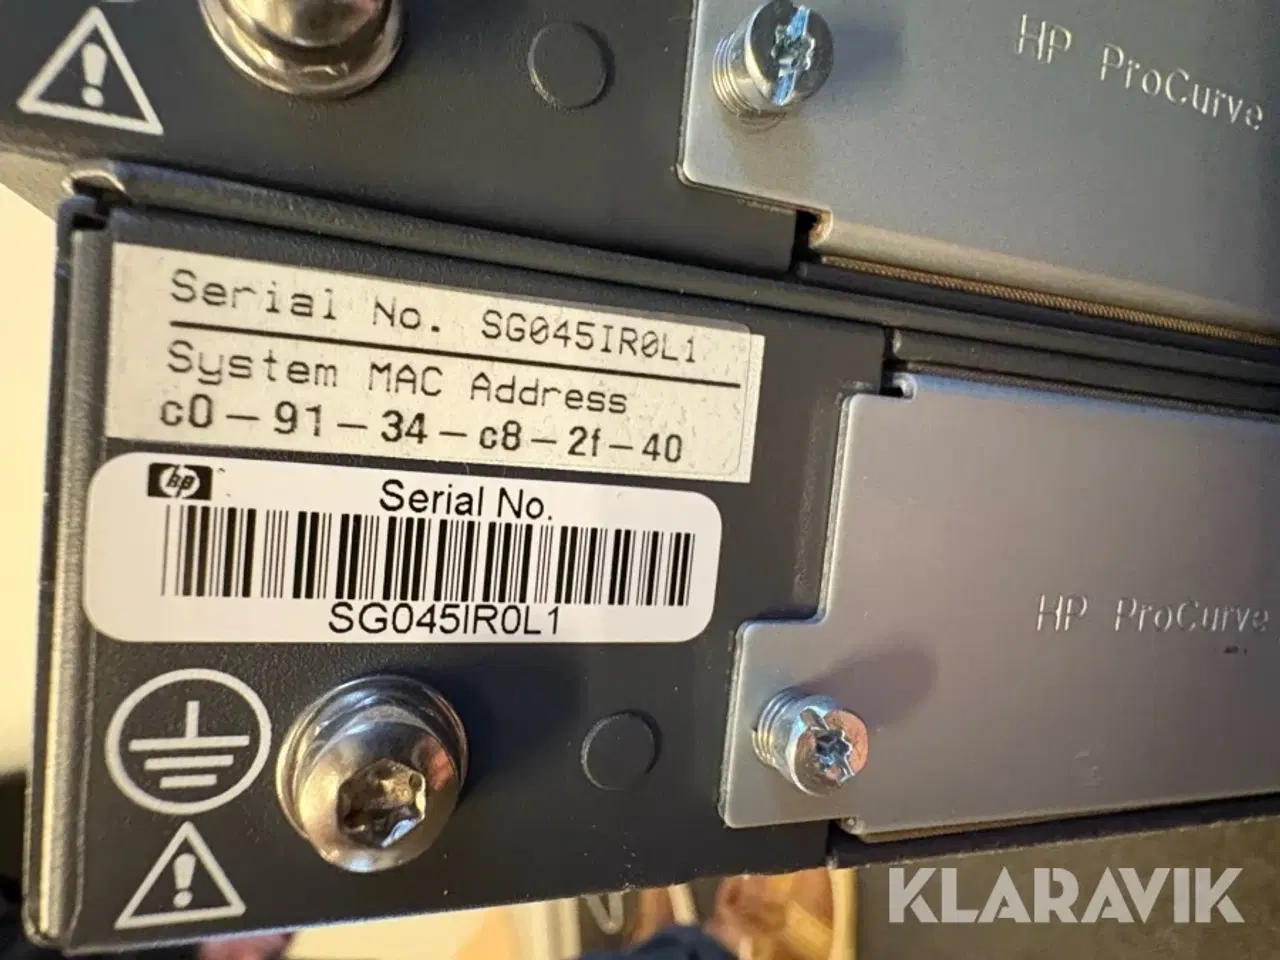 HP ProCurve
Serial No. SG045IR0L1
System MAC Address
c0-91-34-c8-2f-40
hp
Serial No.
SG045IR0L1
HP ProCurve
KLARAVIK